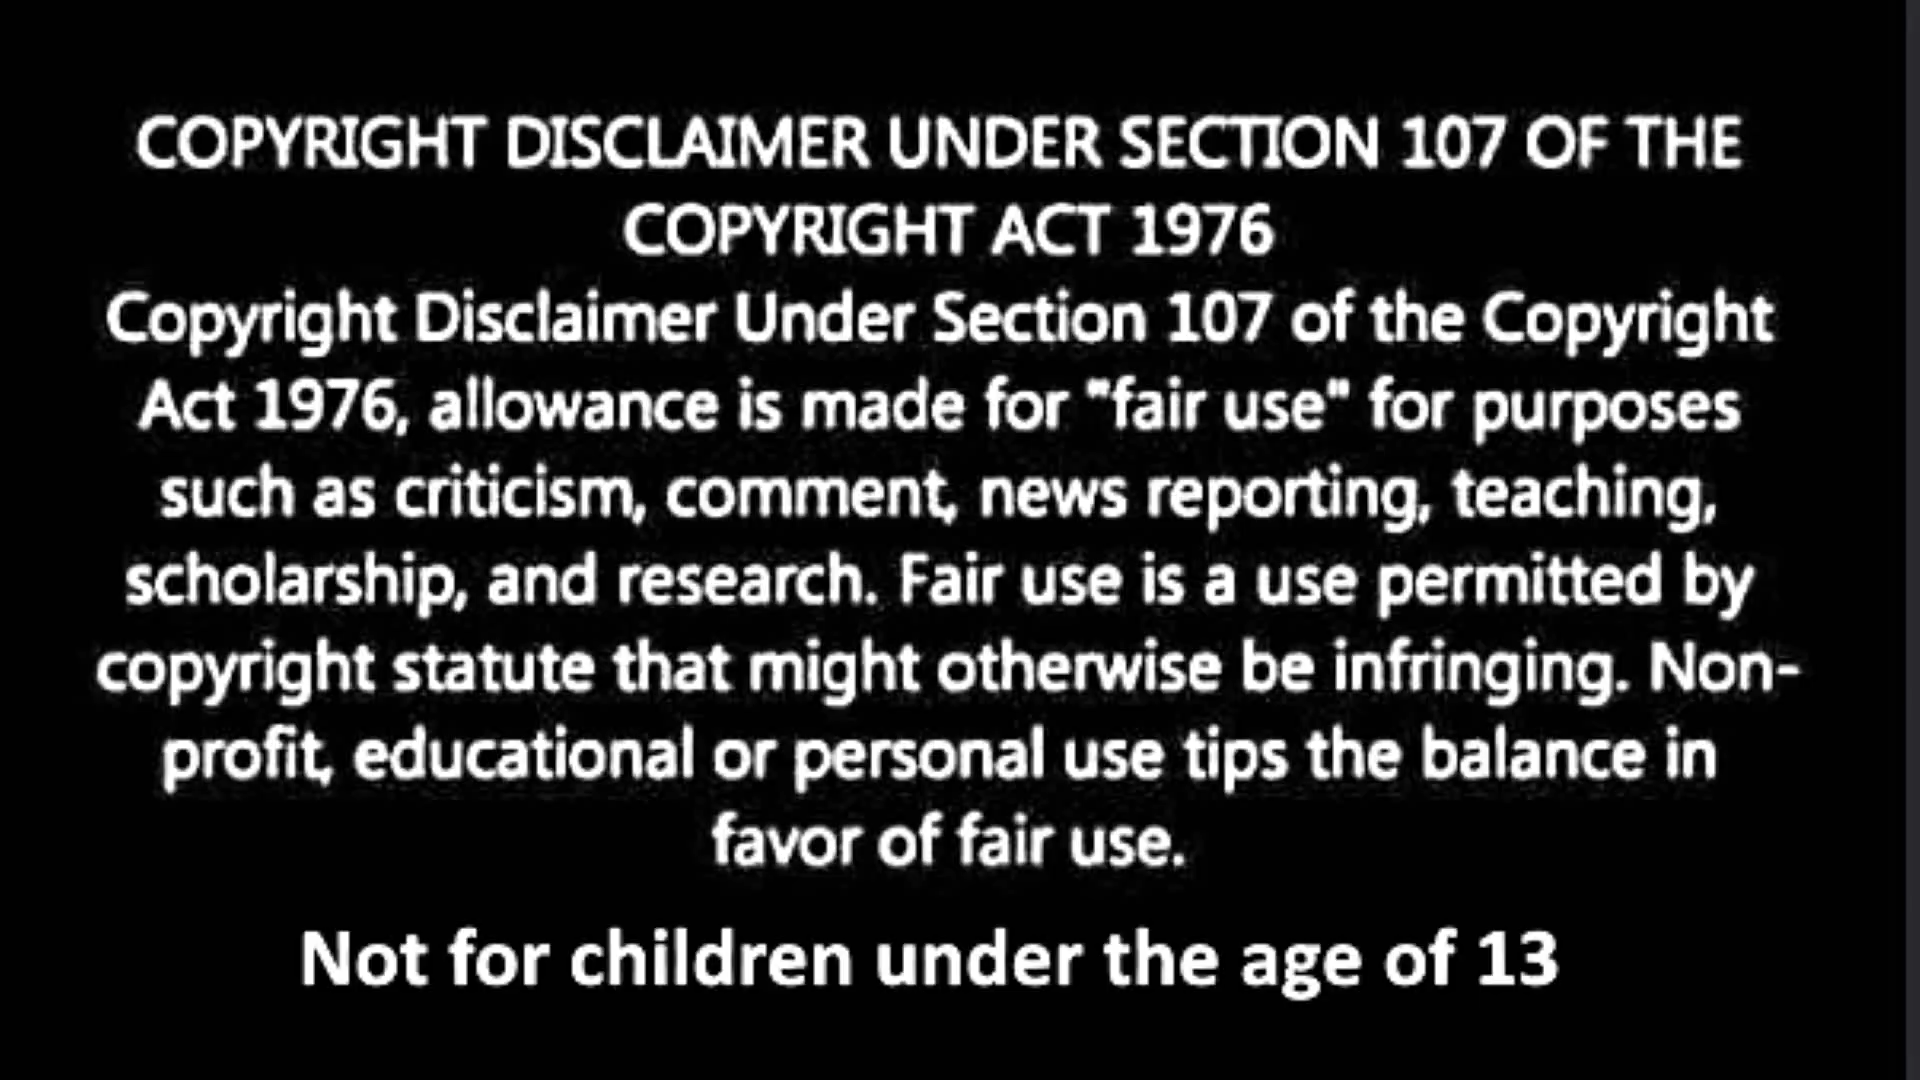 COPYRIGHT DISCLAIMER UNDER SECTION 107 OF THE
COPYRIGHT ACT 1976
Copyright Disclaimer Under Section 107 of the Copyright
Act 1976, allowance is made for "fair use" for purposes
such as criticism, comment, news reporting, teaching,
scholarship, and research. Fair use is a use permitted by
copyright statute that might otherwise be infringing. Non-
profit, educational or personal use tips the balance in
favor of fair use.
Not for children under the age of 13